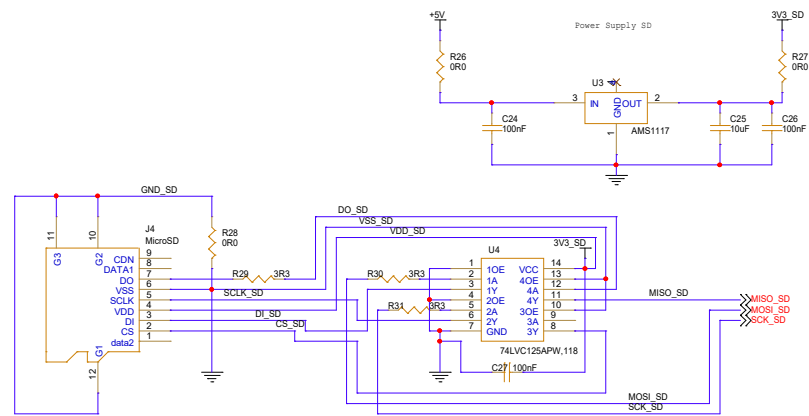 +5V
Power Supply SD
3V3_SD
R26
0R0
R27
0R0
U3
3
IN
OUT
2
GND
1
AMS1117
C24
100nF
C25
10uF
C26
100nF
GND_SD
J4
MicroSD
11
10
G3
G2
R28
0R0
DO_SD
VSS_SD
VDD_SD
U4
3V3_SD
CDN 9
DATA1 8
DO 7
VSS 6
SCLK 5
VDD 4
DI 3
CS 2
data2 1
G1
12
R29
3R3
R30
3R3
R31
3R3
SCLK_SD
DI_SD
CS_SD
1 1OE VCC 14
2 1A 4OE 13
3 1Y 4A 12
4 2OE 4Y 11
5 2A 3OE 10
6 2Y 3A 9
7 GND 3Y 8
74LVC125APW,118
C27
100nF
MISO_SD
MISO_SD
MOSI_SD
SCK_SD
MOSI_SD
SCK_SD